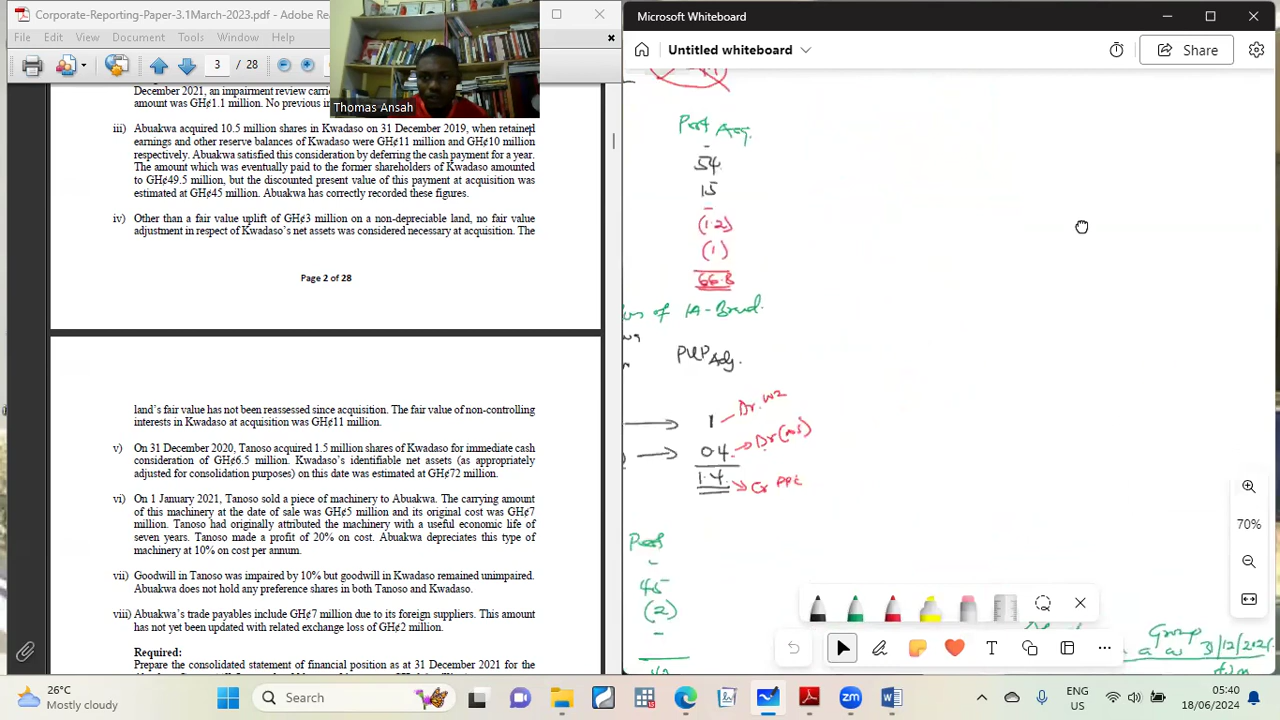 Corporate-Reporting-Paper-3.1March-2023.pdf - Adobe Rea
File Edit View Document Tools Window Help
3 / 28
Thomas Ansah
December 2021, an impairment review carri
amount was GH¢1.1 million. No previous in
iii) Abuakwa acquired 10.5 million shares in Kwadaso on 31 December 2019, when retained
earnings and other reserve balances of Kwadaso were GH¢11 million and GH¢10 million
respectively. Abuakwa satisfied this consideration by deferring the cash payment for a year.
The amount which was eventually paid to the former shareholders of Kwadaso amounted
to GH¢49.5 million, but the discounted present value of this payment at acquisition was
estimated at GH¢45 million. Abuakwa has correctly recorded these figures.
iv) Other than a fair value uplift of GH¢3 million on a non-depreciable land, no fair value
adjustment in respect of Kwadaso's net assets was considered necessary at acquisition. The
Page 2 of 28
land's fair value has not been reassessed since acquisition. The fair value of non-controlling
interests in Kwadaso at acquisition was GH¢11 million.
v) On 31 December 2020, Tanoso acquired 1.5 million shares of Kwadaso for immediate cash
consideration of GH¢6.5 million. Kwadaso's identifiable net assets (as appropriately
adjusted for consolidation purposes) on this date was estimated at GH¢72 million.
vi) On 1 January 2021, Tanoso sold a piece of machinery to Abuakwa. The carrying amount
of this machinery at the date of sale was GH¢5 million and its original cost was GH¢7
million. Tanoso had originally attributed the machinery with a useful economic life of
seven years. Tanoso made a profit of 20% on cost. Abuakwa depreciates this type of
machinery at 10% on cost per annum.
vii) Goodwill in Tanoso was impaired by 10% but goodwill in Kwadaso remained unimpaired.
Abuakwa does not hold any preference shares in both Tanoso and Kwadaso.
viii) Abuakwa's trade payables include GH¢7 million due to its foreign suppliers. This amount
has not yet been updated with related exchange loss of GH¢2 million.
Required:
Prepare the consolidated statement of financial position as at 31 December 2021 for the
Microsoft Whiteboard
Untitled whiteboard
Share
Post Acq.
-
54
15
-
(1.2)
(1)
66.8
of IA-Brand.
PUP Adj.
1 Dr. W2
0.4 Dr
1.4 Cr PPE
-
45
(2)
-
Group
31/12/2021
70%
26°C
Mostly cloudy
Search
ENG
US
05:40
18/06/2024